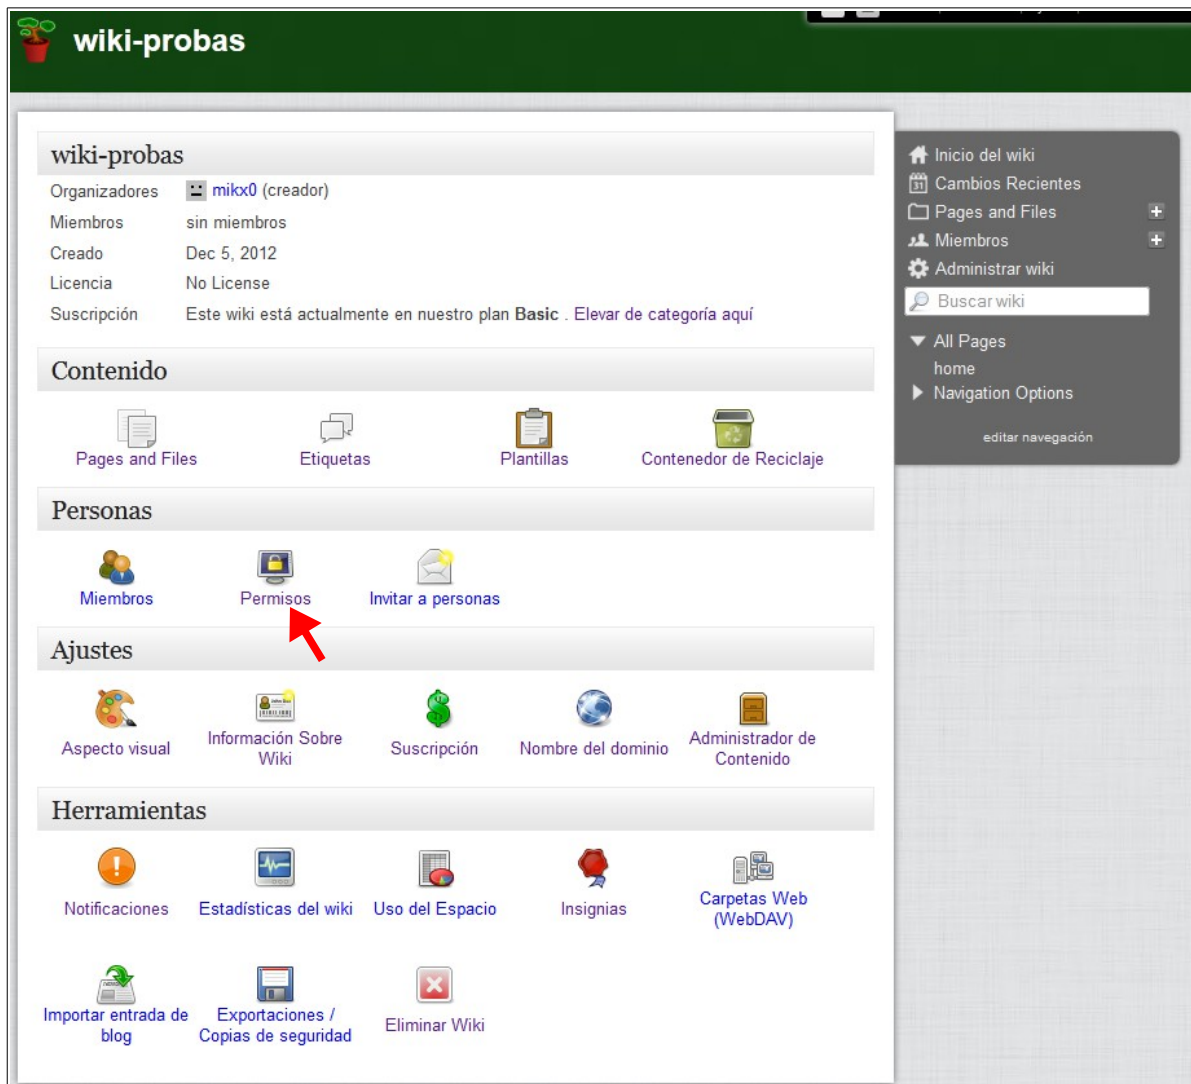 wiki-probas
wiki-probas
Organizadores mikx0 (creador)
Miembros sin miembros
Creado Dec 5, 2012
Licencia No License
Suscripción Este wiki está actualmente en nuestro plan Basic . Elevar de categoría aquí
Contenido
Pages and Files Etiquetas Plantillas Contenedor de Reciclaje
Personas
Miembros Permisos Invitar a personas
Ajustes
Aspecto visual Información Sobre Wiki Suscripción Nombre del dominio Administrador de Contenido
Herramientas
Notificaciones Estadísticas del wiki Uso del Espacio Insignias Carpetas Web (WebDAV)
Importar entrada de blog Exportaciones / Copias de seguridad Eliminar Wiki
Inicio del wiki
31 Cambios Recientes
Pages and Files
Miembros
Administrar wiki
Buscar wiki
All Pages
home
Navigation Options
editar navegación